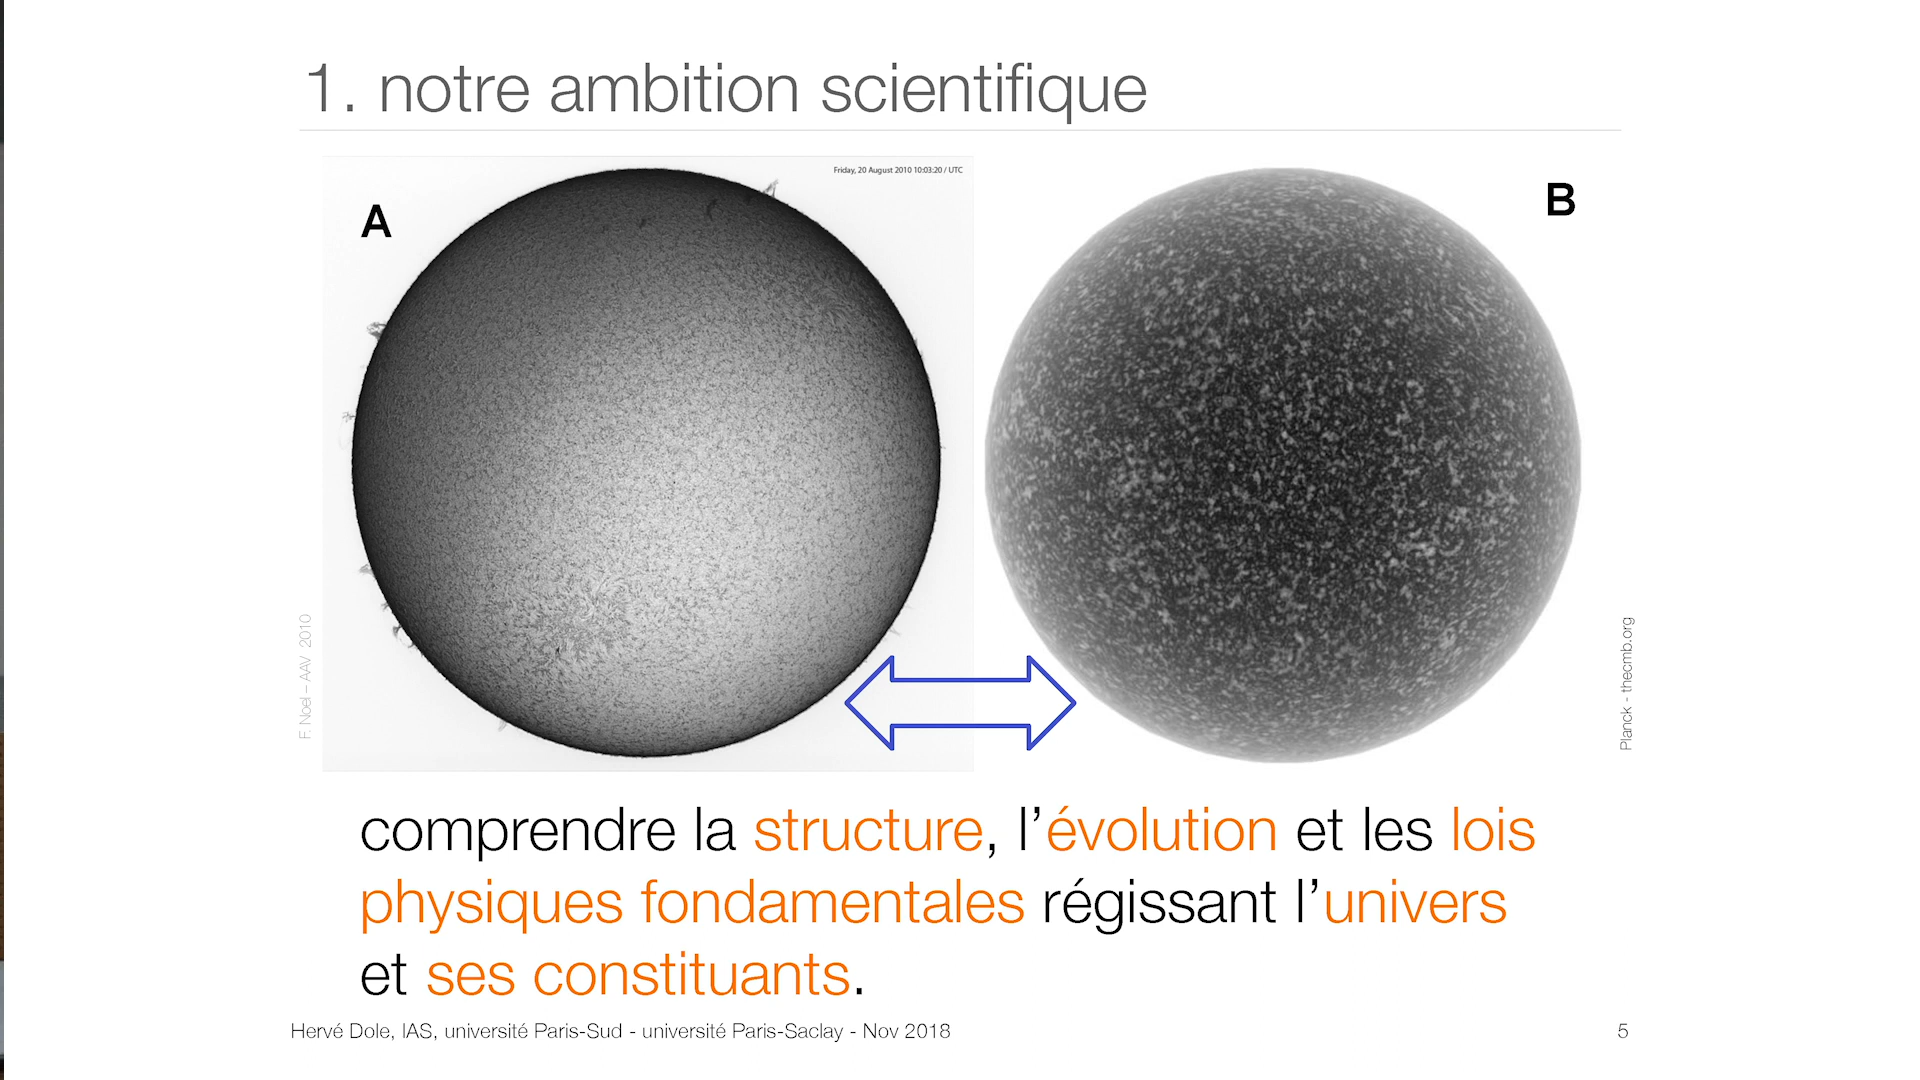 1. notre ambition scientifique
Friday, 20 August 2010 10:03:20 / UTC
A
B
F. Noel – AAV 2010
Planck - thecmb.org
comprendre la structure, l’évolution et les lois
physiques fondamentales régissant l’univers
et ses constituants.
Hervé Dole, IAS, université Paris-Sud - université Paris-Saclay - Nov 2018
5